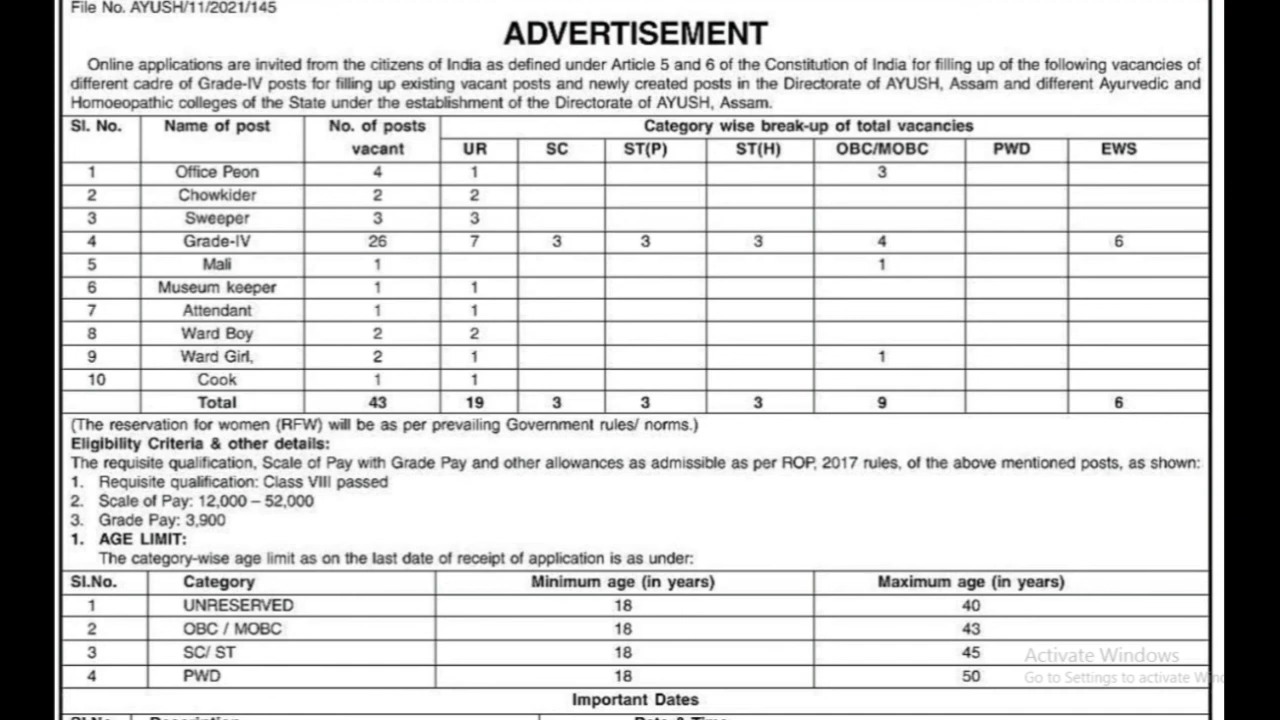 File No. AYUSH/11/2021/145
ADVERTISEMENT
Online applications are invited from the citizens of India as defined under Article 5 and 6 of the Constitution of India for filling up of the following vacancies of
different cadre of Grade-IV posts for filling up existing vacant posts and newly created posts in the Directorate of AYUSH, Assam and different Ayurvedic and
Homoeopathic colleges of the State under the establishment of the Directorate of AYUSH, Assam.
Sl. No. Name of post No. of posts Category wise break-up of total vacancies
vacant UR SC ST(P) ST(H) OBC/MOBC PWD EWS
1 Office Peon 4 1 3
2 Chowkider 2 2
3 Sweeper 3 3
4 Grade-IV 26 7 3 3 3 4 6
5 Mali 1 1
6 Museum keeper 1 1
7 Attendant 1 1
8 Ward Boy 2 2
9 Ward Girl, 2 1 1
10 Cook 1 1
Total 43 19 3 3 3 9 6
(The reservation for women (RFW) will be as per prevailing Government rules/ norms.)
Eligibility Criteria & other details:
The requisite qualification, Scale of Pay with Grade Pay and other allowances as admissible as per ROP, 2017 rules, of the above mentioned posts, as shown:
1. Requisite qualification: Class VIII passed
2. Scale of Pay: 12,000 – 52,000
3. Grade Pay: 3,900
1. AGE LIMIT:
The category-wise age limit as on the last date of receipt of application is as under:
Sl.No. Category Minimum age (in years) Maximum age (in years)
1 UNRESERVED 18 40
2 OBC / MOBC 18 43
3 SC/ ST 18 45
4 PWD 18 50
Activate Windows
Go to Settings to activate Wind
Important Dates
Sl.No. Description Date & Time